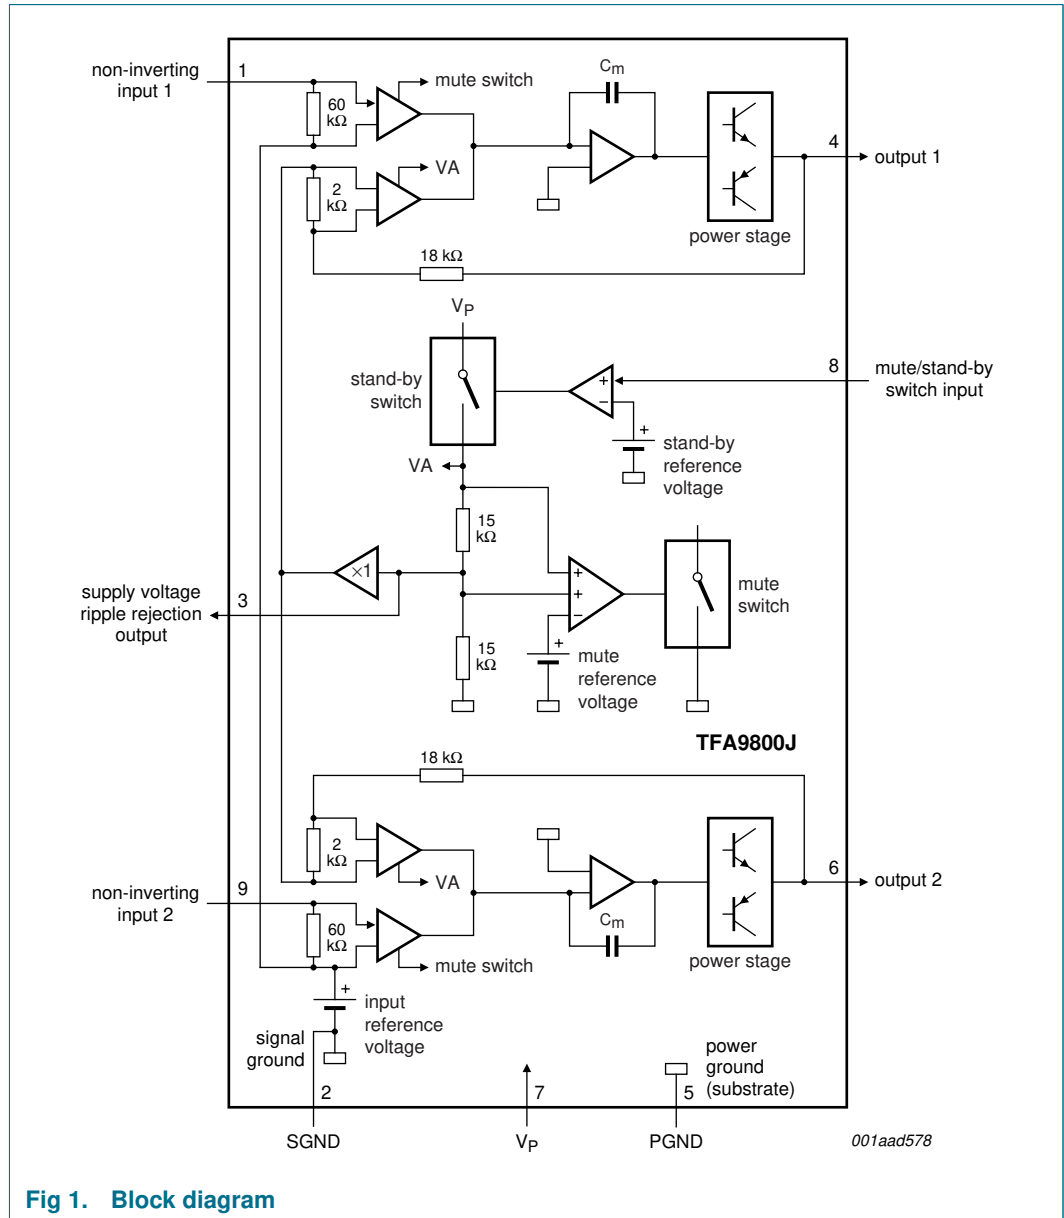 non-inverting
input 1
1
60
kΩ
mute switch
Cm
4
output 1
2
kΩ
VA
power stage
18 kΩ
VP
stand-by
switch
+
−
8
mute/stand-by
switch input
+
stand-by
reference
voltage
VA
15
kΩ
×1
supply voltage
ripple rejection
output
3
+
+
−
mute
switch
15
kΩ
+
mute
reference
voltage
TFA9800J
18 kΩ
2
kΩ
VA
non-inverting
input 2
9
60
kΩ
mute switch
Cm
6
output 2
power stage
+
input
reference
voltage
signal
ground
power
ground
(substrate)
2
7
5
SGND
VP
PGND
001aad578
Fig 1. Block diagram